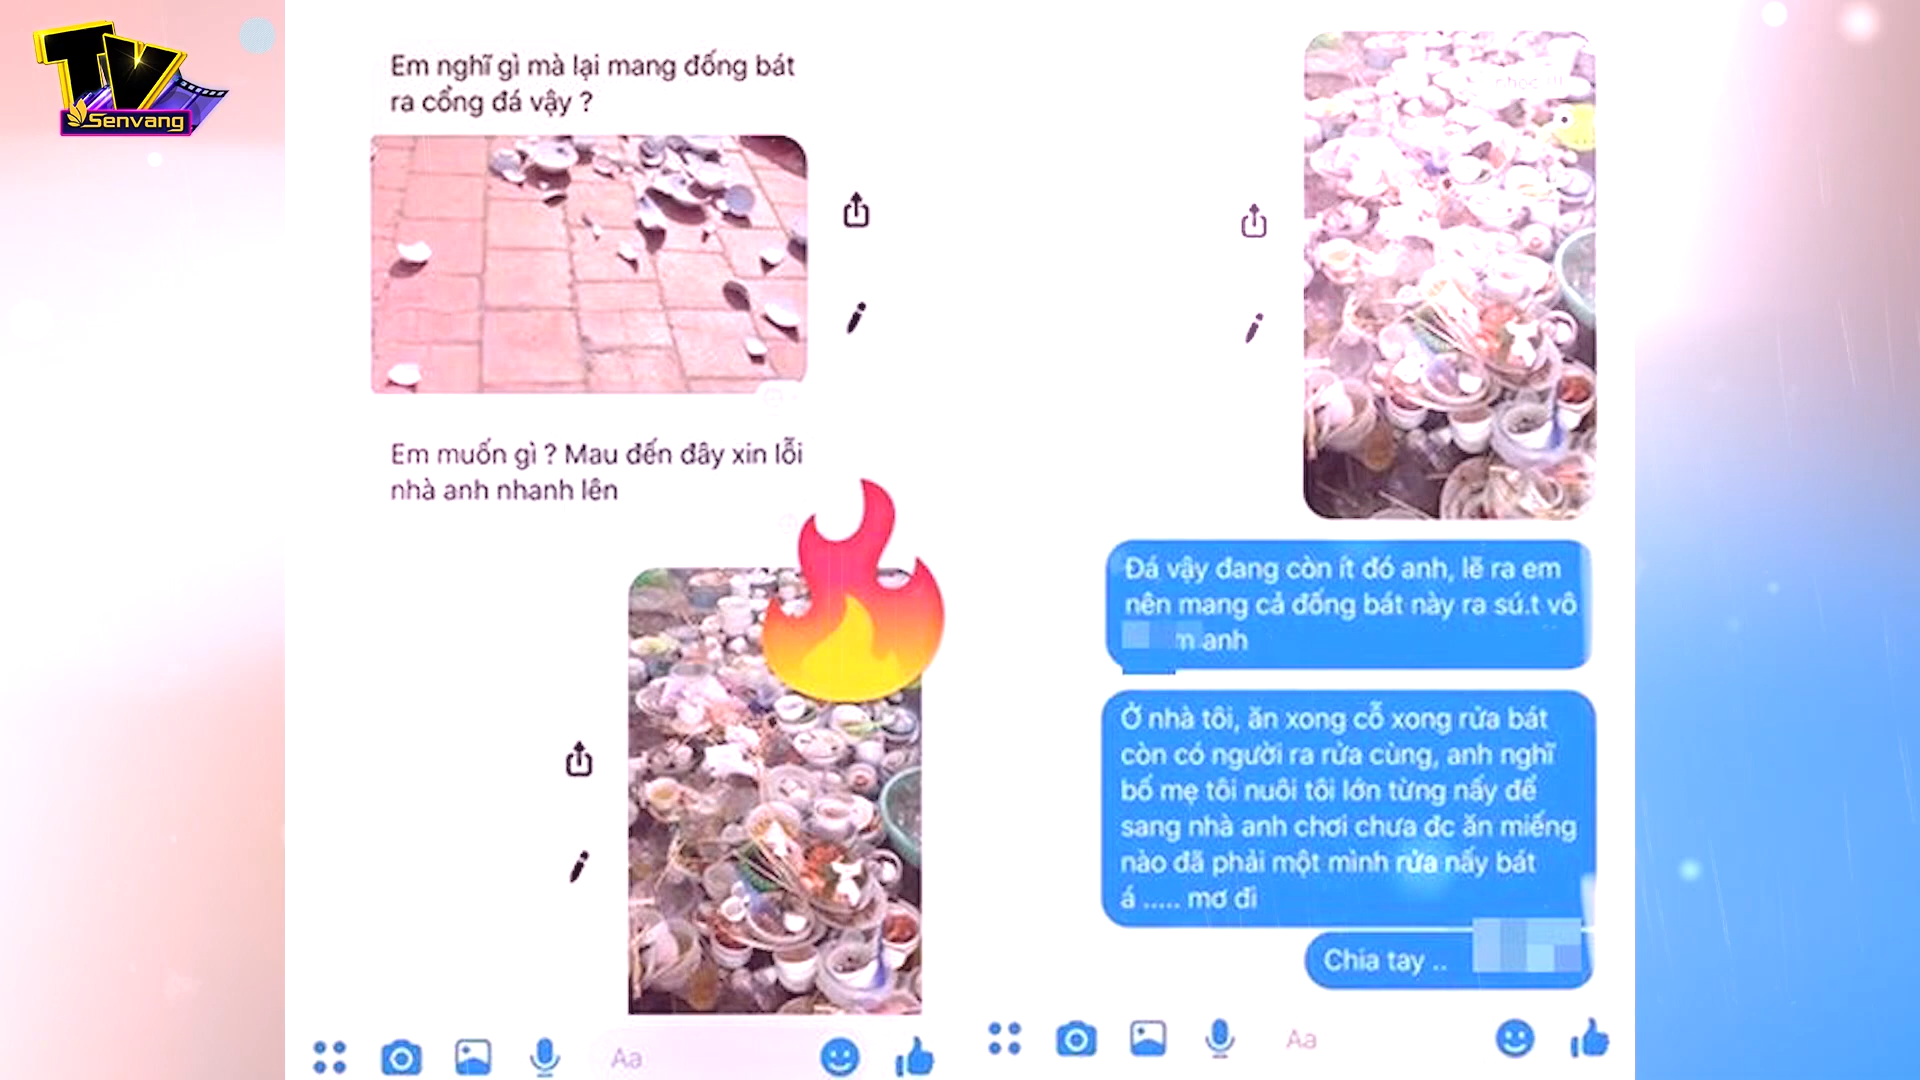 TV
Senvang
Em nghĩ gì mà lại mang đống bát
ra cổng đá vậy ?
Em muốn gì ? Mau đến đây xin lỗi
nhà anh nhanh lên
Aa
Đá vậy đang còn ít đó anh, lẽ ra em
nên mang cả đống bát này ra sú.t vô
anh
Ở nhà tôi, ăn xong cỗ xong rửa bát
còn có người ra rửa cùng, anh nghĩ
bố mẹ tôi nuôi tôi lớn từng nấy để
sang nhà anh chơi chưa đc ăn miếng
nào đã phải một mình rửa nấy bát
á ..... mơ đi
Chia tay ..
Aa